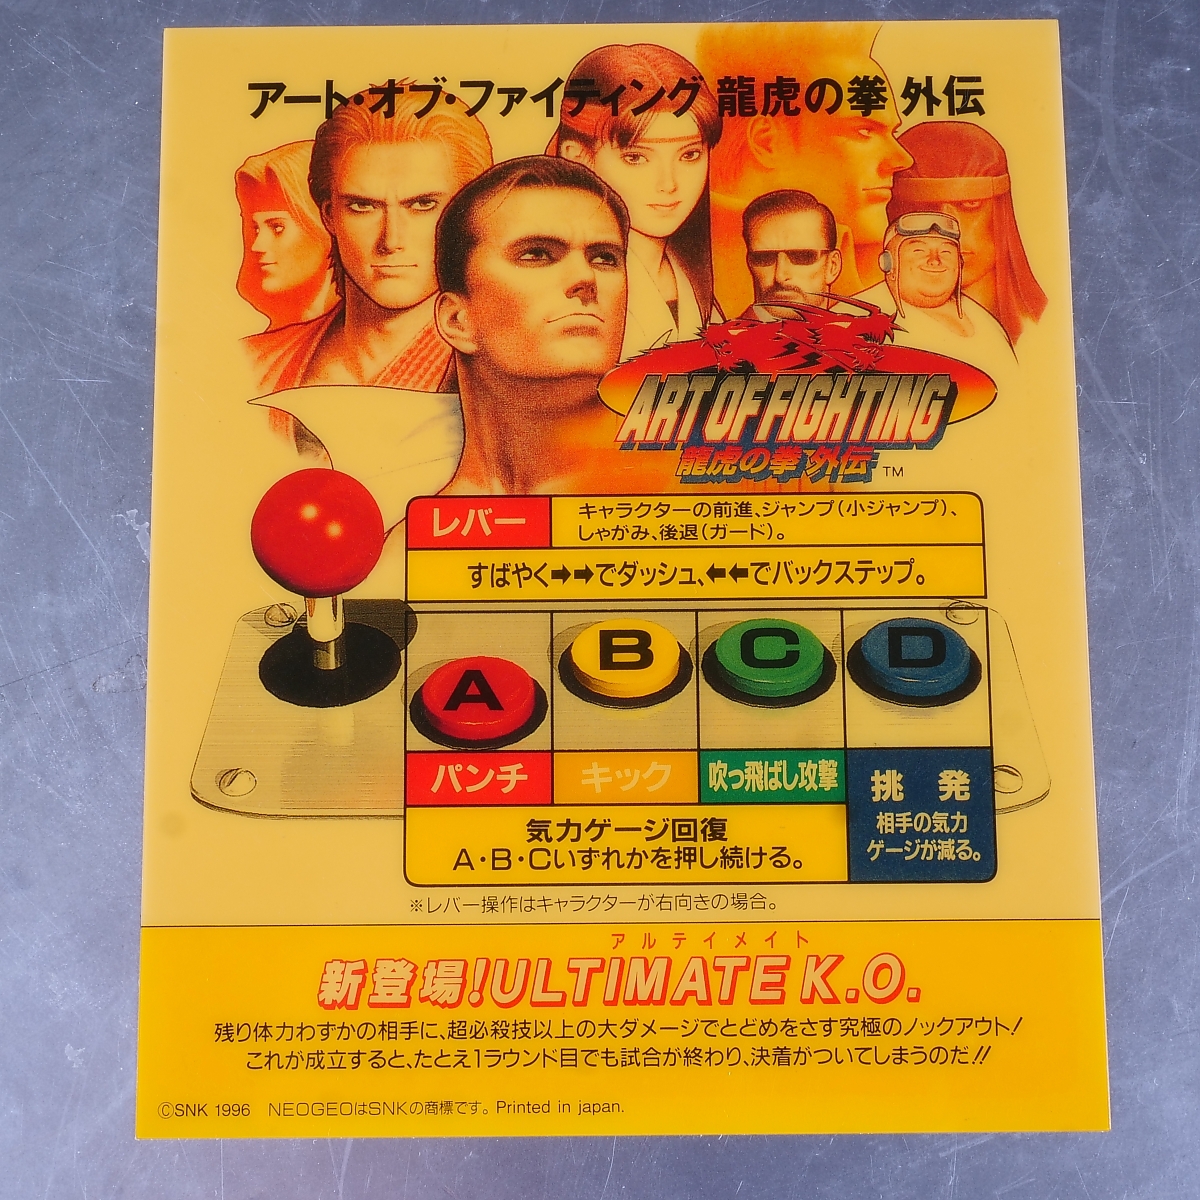 アート・オブ・ファイティング 龍虎の拳 外伝
ART OF FIGHTING
龍虎の拳 外伝 TM
レバー
キャラクターの前進、ジャンプ(小ジャンプ)、
しゃがみ、後退(ガード)。
すばやく➡➡でダッシュ、⬅⬅でバックステップ。
A
B
C
D
パンチ
キック
吹っ飛ばし攻撃
挑 発
相手の気力
ゲージが減る。
気力ゲージ回復
A・B・Cいずれかを押し続ける。
※レバー操作はキャラクターが右向きの場合。
アルテイメイト
新登場!ULTIMATE K.O.
残り体力わずかの相手に、超必殺技以上の大ダメージでとどめをさす究極のノックアウト!
これが成立すると、たとえ1ラウンド目でも試合が終わり、決着がついてしまうのだ!!
©SNK 1996 NEOGEOはSNKの商標です。Printed in japan.